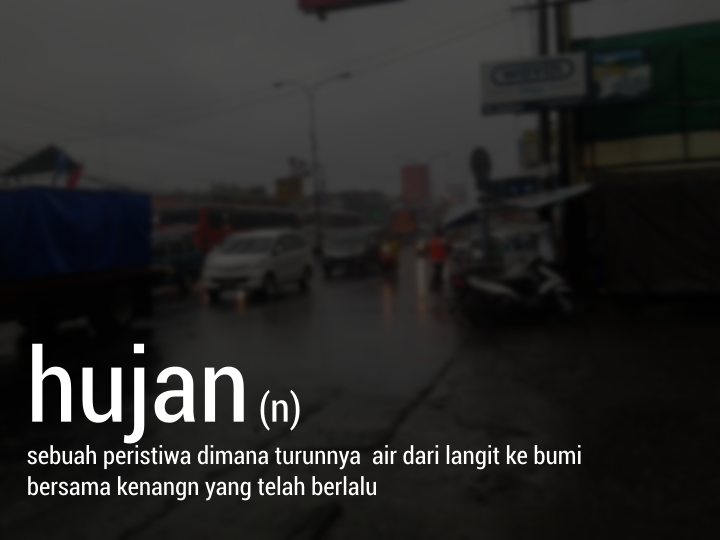 hujan (n)
sebuah peristiwa dimana turunnya  air dari langit ke bumi
bersama kenangn yang telah berlalu